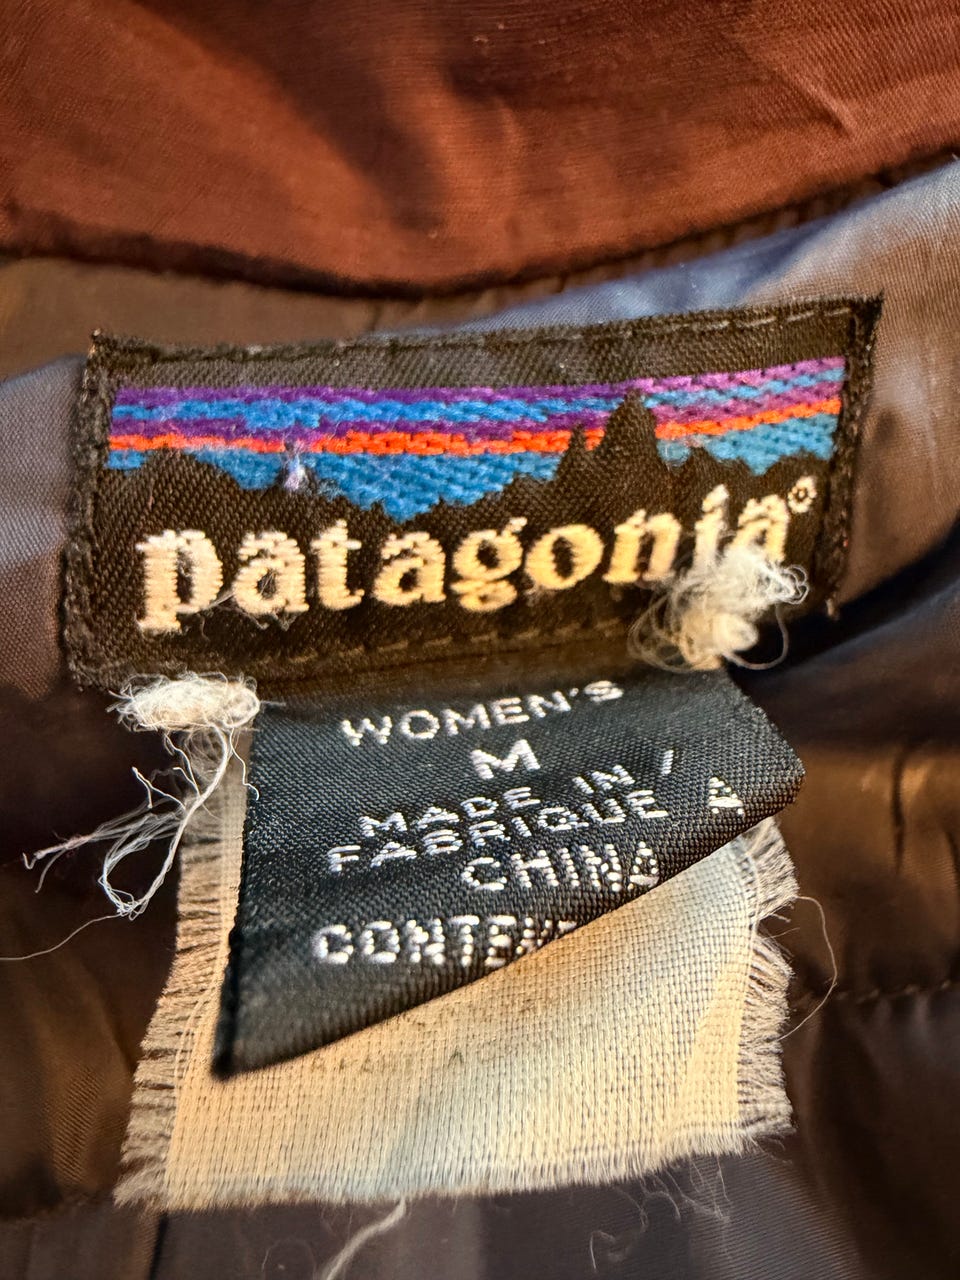 patagonia®
WOMEN'S
M
MADE IN /
FABRIQUE À
CHINA